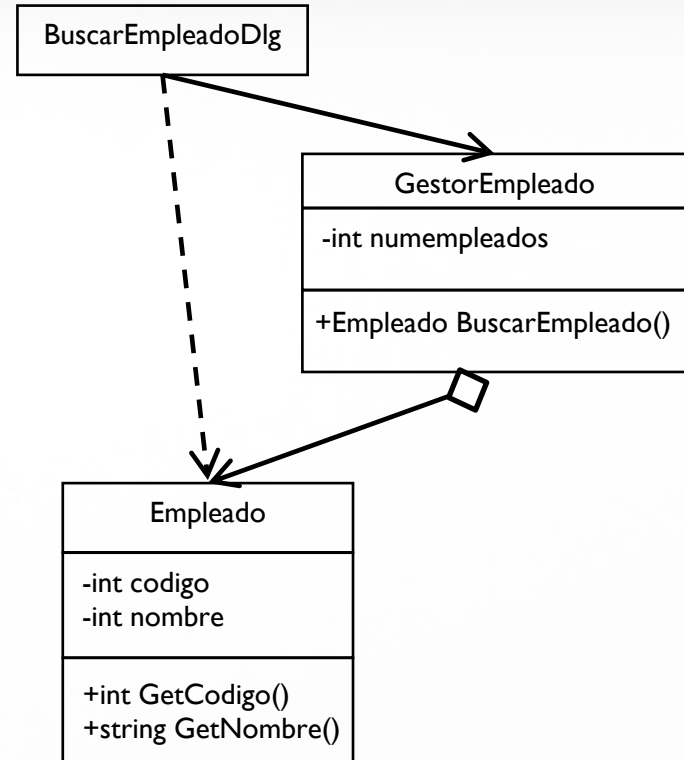 BuscarEmpleadoDlg
GestorEmpleado
-int numempleados
+Empleado BuscarEmpleado()
Empleado
-int codigo
-int nombre
+int GetCodigo()
+string GetNombre()